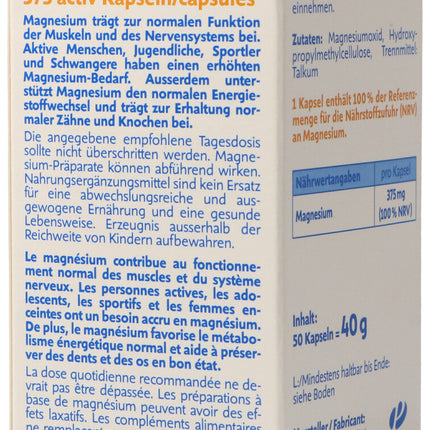 375 activ Kapseln/capsules
Magnesium trägt zur normalen Funktion
der Muskeln und des Nervensystems bei.
Aktive Menschen, Jugendliche, Sportler
und Schwangere haben einen erhöhten
Magnesium-Bedarf. Ausserdem unter-
stützt Magnesium den normalen Energie-
stoffwechsel und trägt zur Erhaltung nor-
maler Zähne und Knochen bei.
Die angegebene empfohlene Tagesdosis
sollte nicht überschritten werden. Magne-
sium-Präparate können abführend wirken.
Nahrungsergänzungsmittel sind kein Ersatz
für eine abwechslungsreiche und aus-
gewogene Ernährung und eine gesunde
Lebensweise. Erzeugnis ausserhalb der
Reichweite von Kindern aufbewahren.
Le magnésium contribue au fonctionne-
ment normal des muscles et du système
nerveux. Les personnes actives, les ado-
lescents, les sportifs et les femmes en-
ceintes ont un besoin accru en magnésium.
De plus, le magnésium favorise le métabo-
lisme énergétique normal et aide à préser-
ver des dents et des os en bon état.
La dose quotidienne recommandée ne de-
vrait pas être dépassée. Les préparations à
base de magnésium peuvent avoir des ef-
fets laxatifs. Les compléments alimentaires
ne remplacent
einnehmen.
Zutaten: Magnesiumoxid, Hydroxy-
propylmethylcellulose, Trennmittel
Talkum
1 Kapsel enthält 100 % der Referenz-
menge für die Nährstoffzufuhr (NRV)
an Magnesium.
Nährwertangaben pro Kapsel
Magnesium 375 mg
(100 % NRV)
Inhalt:
50 Kapseln = 40 g
L:/Mindestens haltbar bis Ende:
siehe Boden
Hersteller / Fabricant: